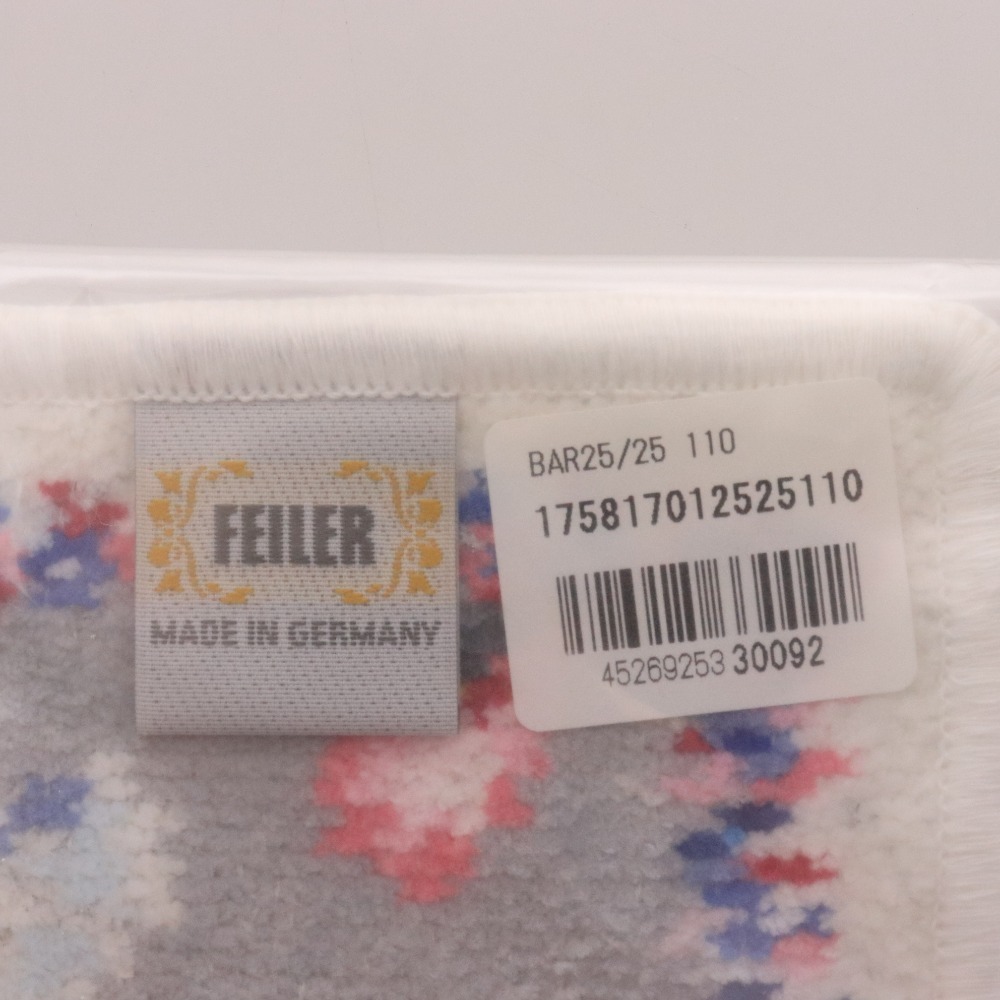 FEILER
MADE IN GERMANY
BAR25/25 110
175817012525110
4526925330092